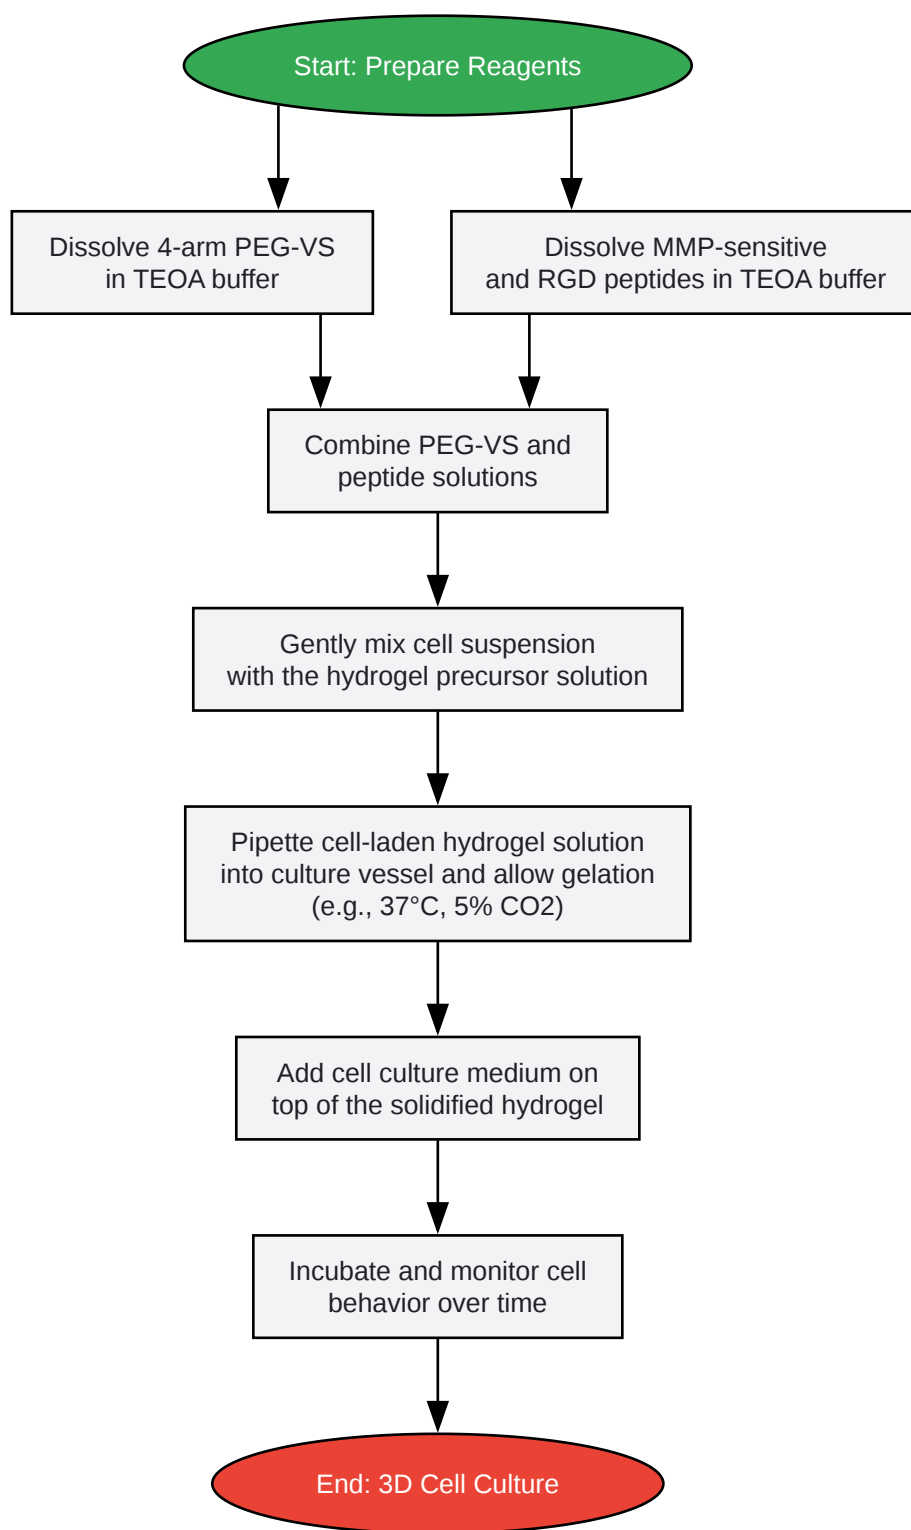 Start: Prepare Reagents
Dissolve 4-arm PEG-VS
in TEOA buffer
Dissolve MMP-sensitive
and RGD peptides in TEOA buffer
Combine PEG-VS and
peptide solutions
Gently mix cell suspension
with the hydrogel precursor solution
Pipette cell-laden hydrogel solution
into culture vessel and allow gelation
(e.g., 37°C, 5% CO2)
Add cell culture medium on
top of the solidified hydrogel
Incubate and monitor cell
behavior over time
End: 3D Cell Culture